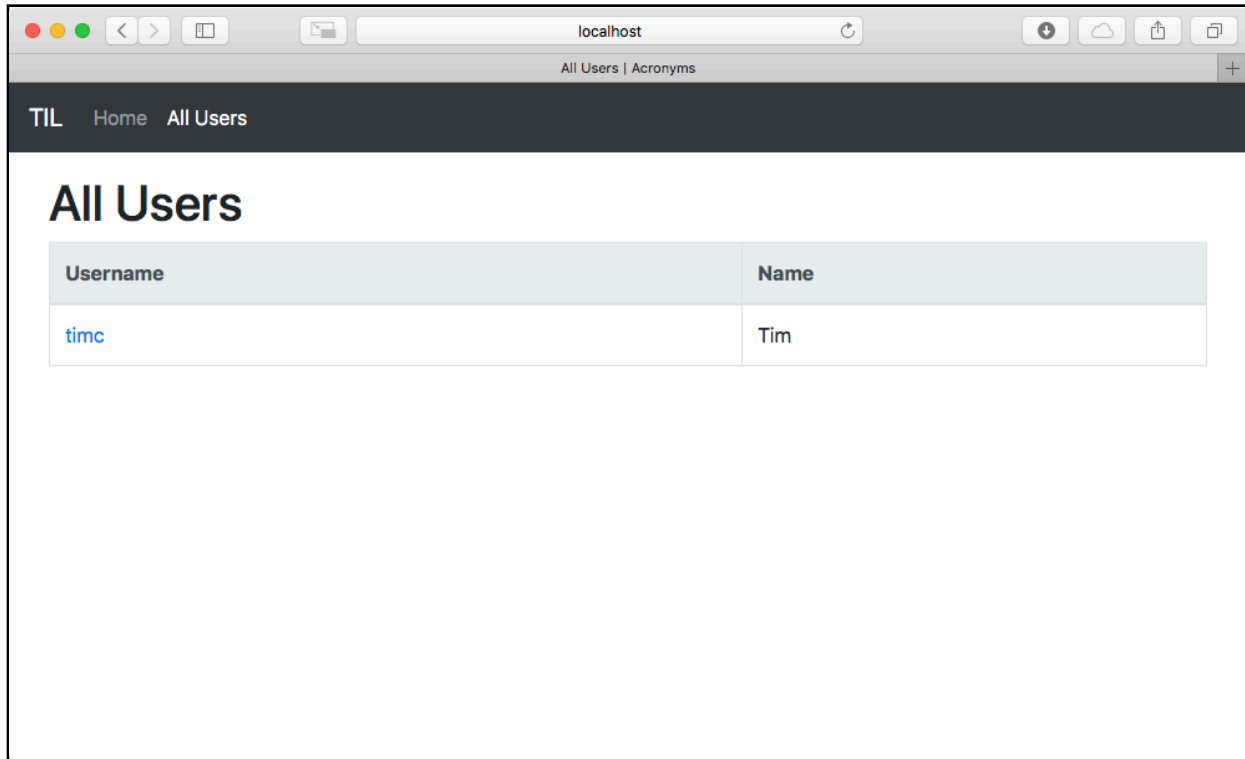 localhost
All Users | Acronyms
TIL Home All Users
All Users
Username Name
timc Tim